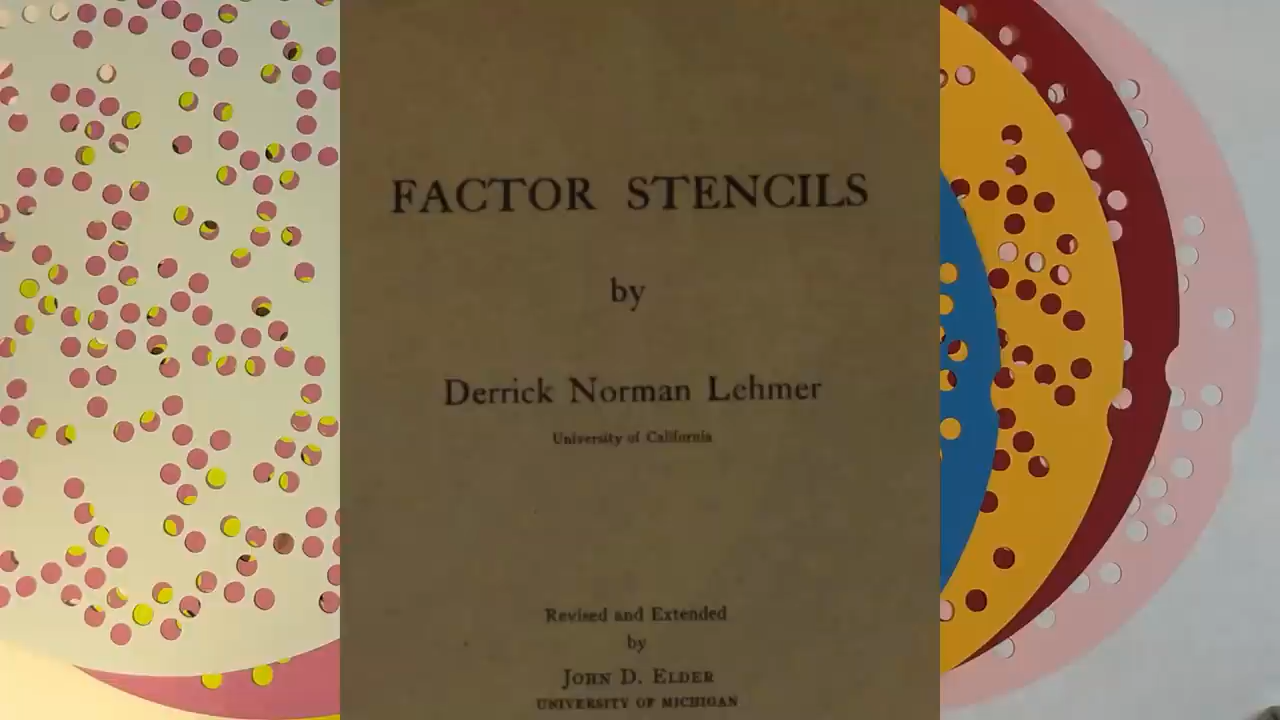 FACTOR STENCILS
by
Derrick Norman Lehmer
University of California
Revised and Extended
by
JOHN D. ELDER
UNIVERSITY OF MICHIGAN